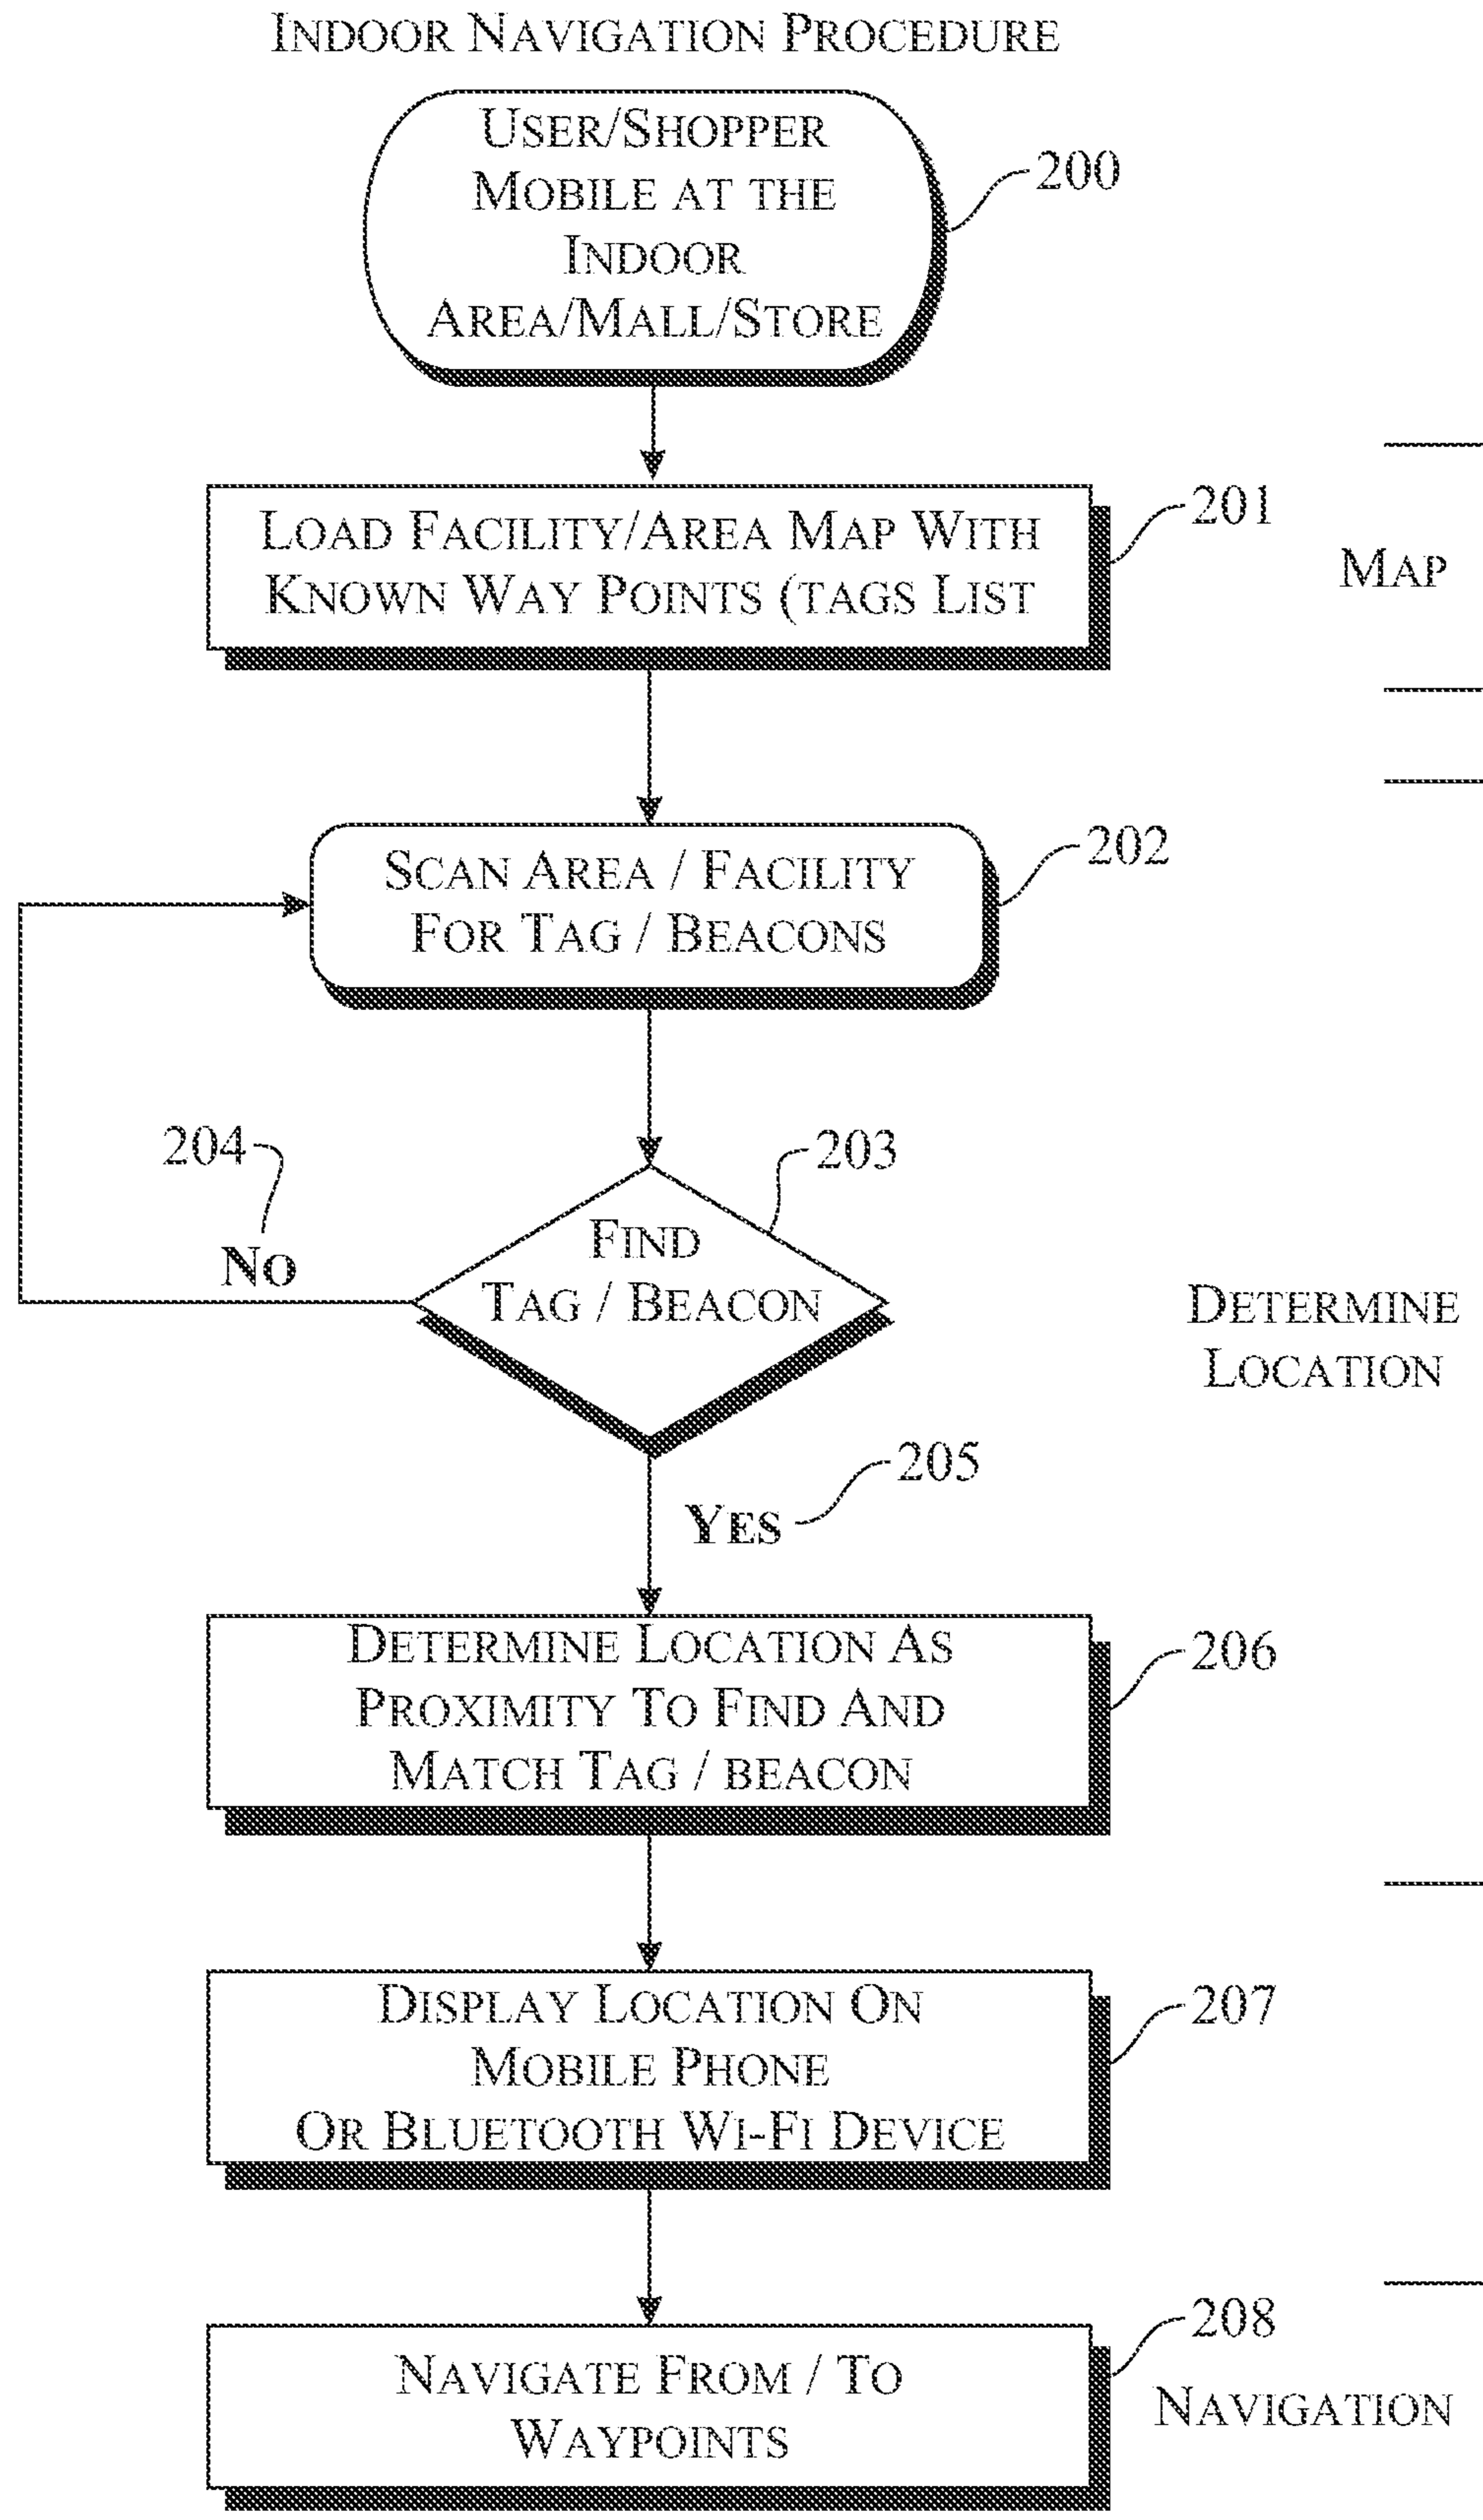 INDOOR NAVIGATION PROCEDURE
USER/SHOPPER
MOBILE AT THE
INDOOR
AREA/MALL/STORE
200
LOAD FACILITY/AREA MAP WITH
KNOWN WAY POINTS (TAGS LIST
201
MAP
SCAN AREA / FACILITY
FOR TAG / BEACONS
202
204
NO
FIND
TAG / BEACON
203
DETERMINE
LOCATION
YES
205
DETERMINE LOCATION AS
PROXIMITY TO FIND AND
MATCH TAG / BEACON
206
DISPLAY LOCATION ON
MOBILE PHONE
OR BLUETOOTH WI-FI DEVICE
207
NAVIGATE FROM / TO
WAYPOINTS
208
NAVIGATION